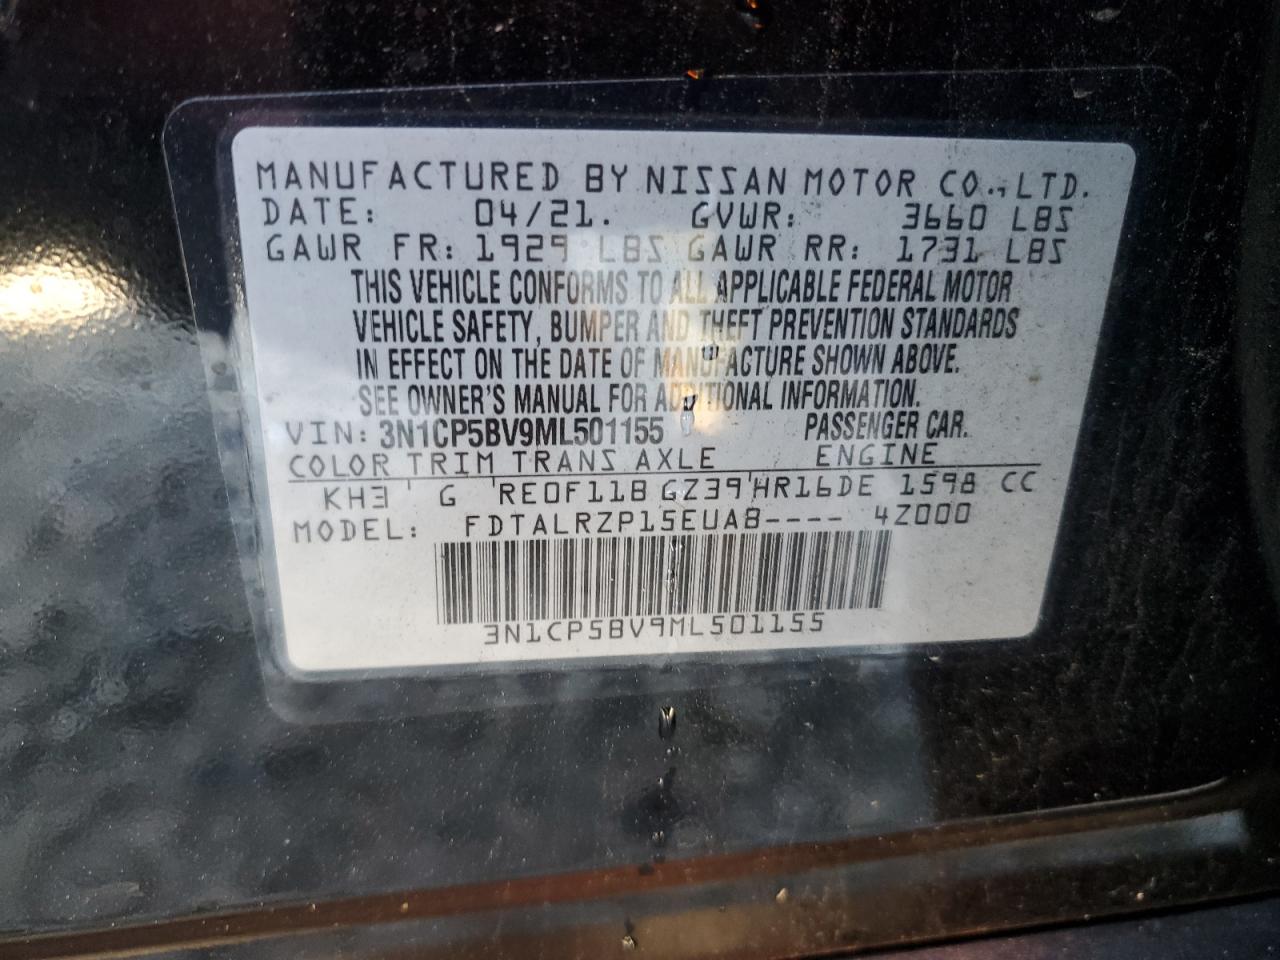 MANUFACTURED BY NISSAN MOTOR CO., LTD.
DATE: 04/21. GVWR: 3660 LBS
GAWR FR: 1929 LBS GAWR RR: 1731 LBS
THIS VEHICLE CONFORMS TO ALL APPLICABLE FEDERAL MOTOR
VEHICLE SAFETY, BUMPER AND THEFT PREVENTION STANDARDS
IN EFFECT ON THE DATE OF MANUFACTURE SHOWN ABOVE.
SEE OWNER'S MANUAL FOR ADDITIONAL INFORMATION.
VIN: 3N1CP5BV9ML501155 PASSENGER CAR.
COLOR TRIM TRANS AXLE ENGINE
KH3 ' G ' RE0F11B GZ39 ' HR16DE 1598 CC
MODEL: FDTALRZP15EUAB---- 4Z000
3N1CP5BV9ML501155